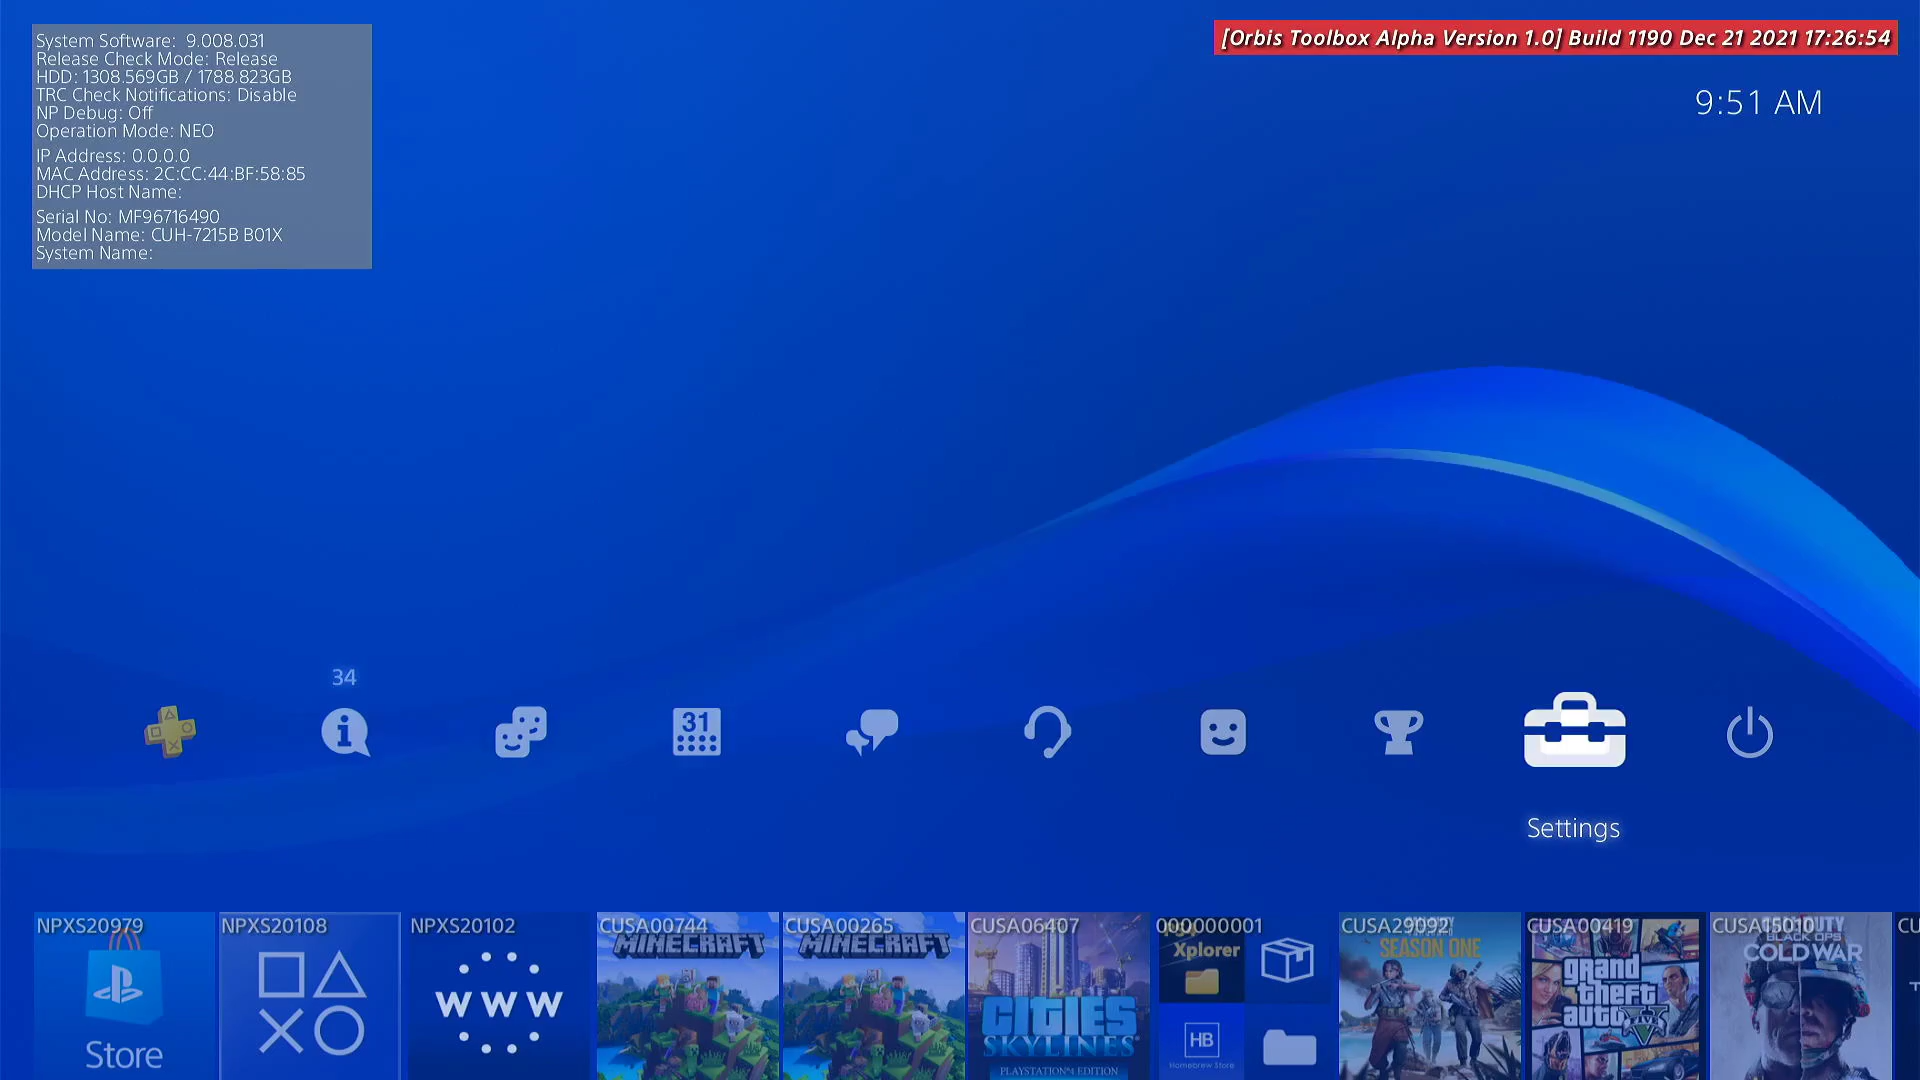 System Software:  9.008.031
Release Check Mode: Release
HDD: 1308.569GB / 1788.823GB
TRC Check Notifications: Disable
NP Debug: Off
Operation Mode: NEO
IP Address: 0.0.0.0
MAC Address: 2C:CC:44:BF:58:85
DHCP Host Name:
Serial No: MF96716490
Model Name: CUH-7215B B01X
System Name:
[Orbis Toolbox Alpha Version 1.0] Build 1190 Dec 21 2021 17:26:54
9:51 AM
34
31
Settings
NPXS20979
Store
NPXS20108
NPXS20102
WWW
CUSA00744
MINECRAFT
CUSA00265
MINECRAFT
CUSA06407
CITIES
SKYLINES
PLAYSTATION®4 EDITION
000000001
Xplorer
HB
Homebrew Store
CUSA29092
SEASON ONE
CUSA00419
grand
theft
auto
V
CUSA15010
BLACK OPS
COLD WAR
CU